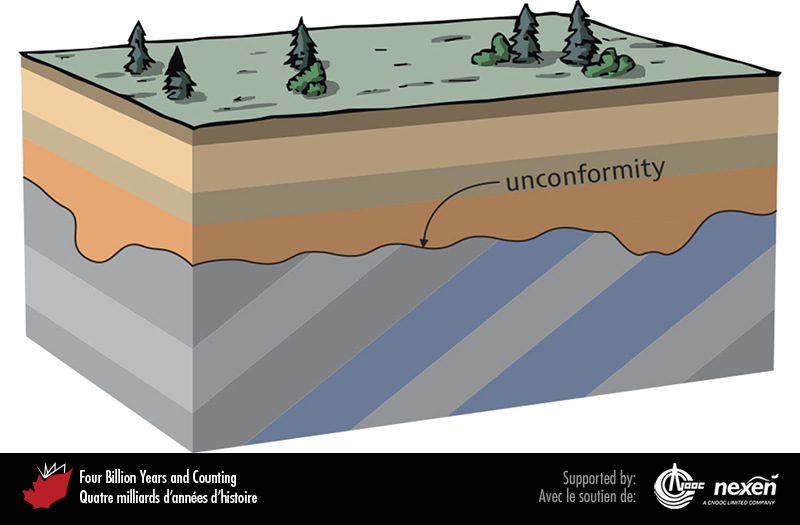 unconformity
Four Billion Years and Counting
Quatre milliards d'années d'histoire
Supported by:
Avec le soutien de:
CNOOC
nexen
A CNOOC LIMITED COMPANY